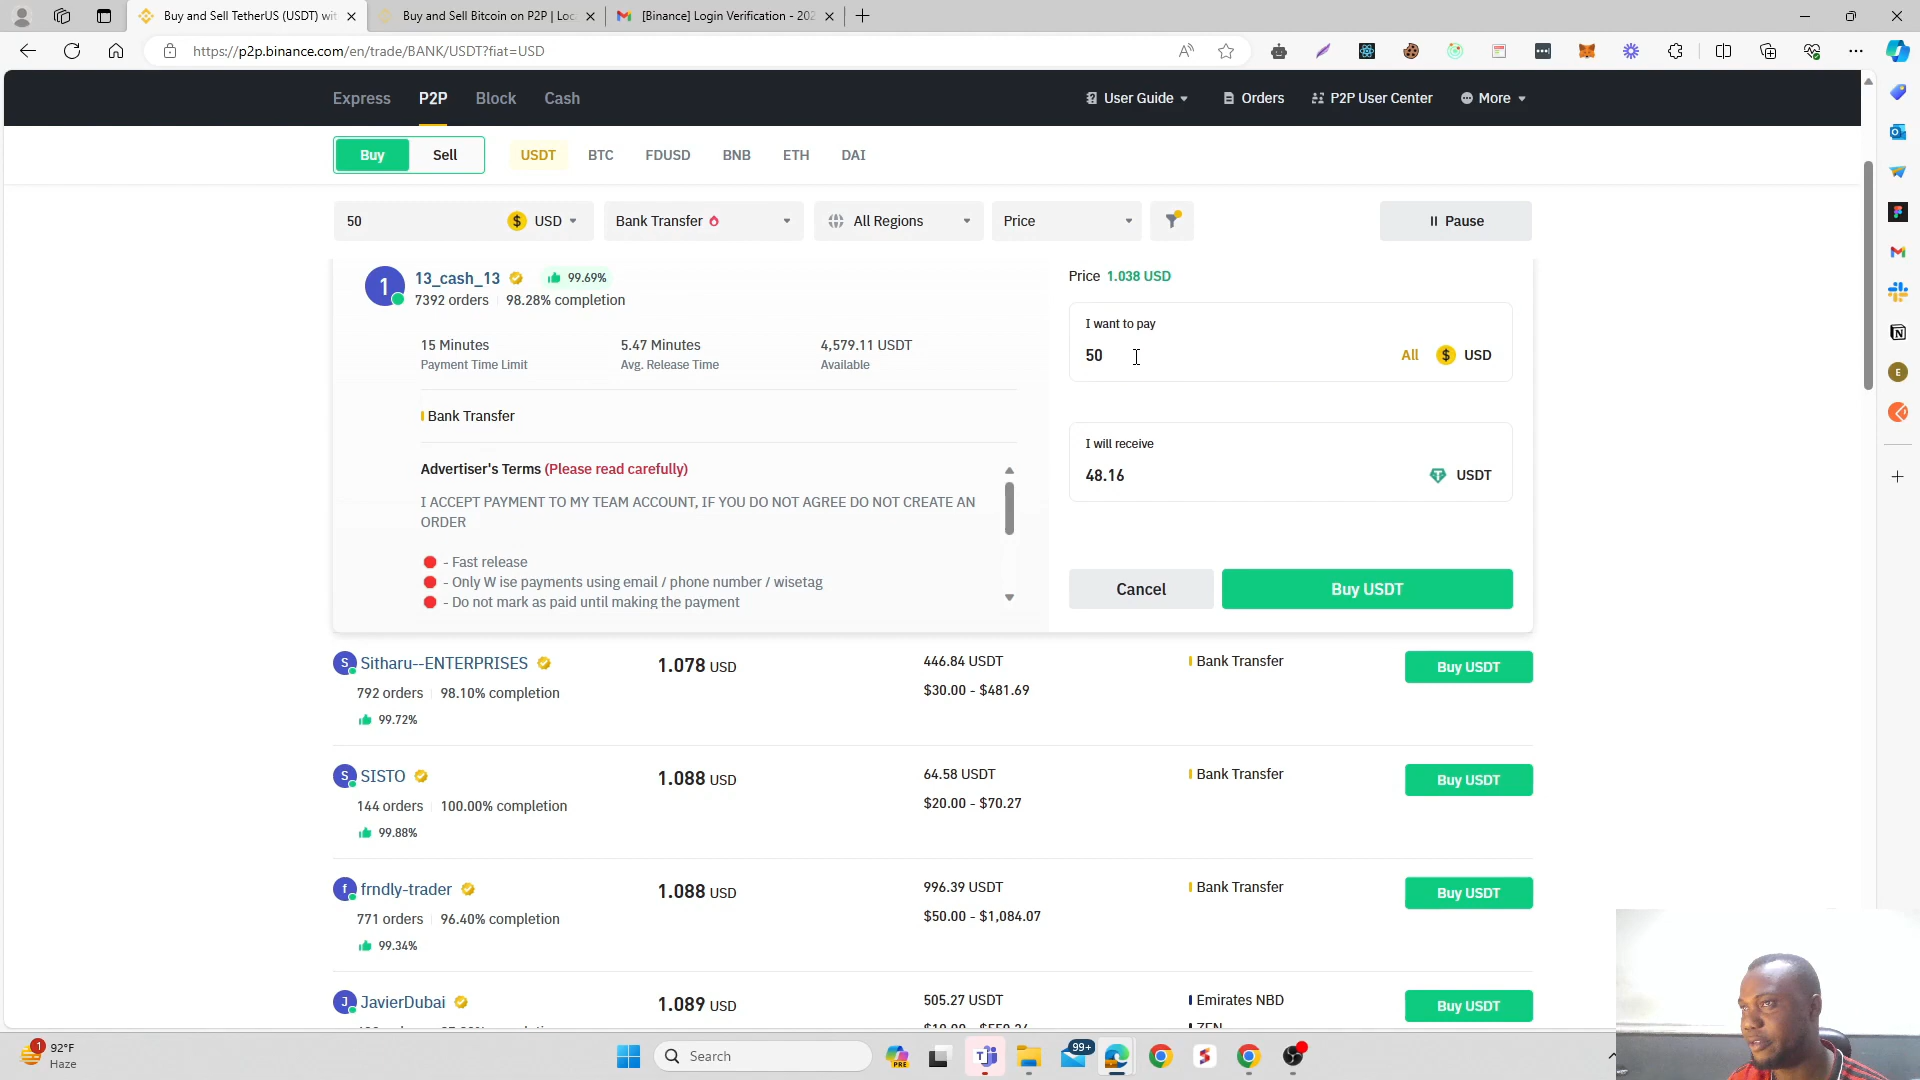 Buy and Sell TetherUS (USDT) wit
Buy and Sell Bitcoin on P2P | Loc
[Binance] Login Verification - 202
https://p2p.binance.com/en/trade/BANK/USDT?fiat=USD
Express
P2P
Block
Cash
User Guide
Orders
P2P User Center
More
Buy
Sell
USDT
BTC
FDUSD
BNB
ETH
DAI
50
$ USD
Bank Transfer
All Regions
Price
Pause
1 13_cash_13
99.69%
7392 orders
98.28% completion
Price 1.038 USD
15 Minutes
5.47 Minutes
4,579.11 USDT
Payment Time Limit
Avg. Release Time
Available
Bank Transfer
Advertiser's Terms (Please read carefully)
I ACCEPT PAYMENT TO MY TEAM ACCOUNT, IF YOU DO NOT AGREE DO NOT CREATE AN
ORDER
- Fast release
- Only W ise payments using email / phone number / wisetag
- Do not mark as paid until making the payment
I want to pay
50
All $ USD
I will receive
48.16
USDT
Cancel
Buy USDT
S Sitharu--ENTERPRISES
792 orders
98.10% completion
99.72%
1.078 USD
446.84 USDT
$30.00 - $481.69
Bank Transfer
Buy USDT
S SISTO
144 orders
100.00% completion
99.88%
1.088 USD
64.58 USDT
$20.00 - $70.27
Bank Transfer
Buy USDT
f frndly-trader
771 orders
96.40% completion
99.34%
1.088 USD
996.39 USDT
$50.00 - $1,084.07
Bank Transfer
Buy USDT
J JavierDubai
1.089 USD
505.27 USDT
Emirates NBD
ZEN
Buy USDT
1
92°F
Haze
Search
PRE
99+